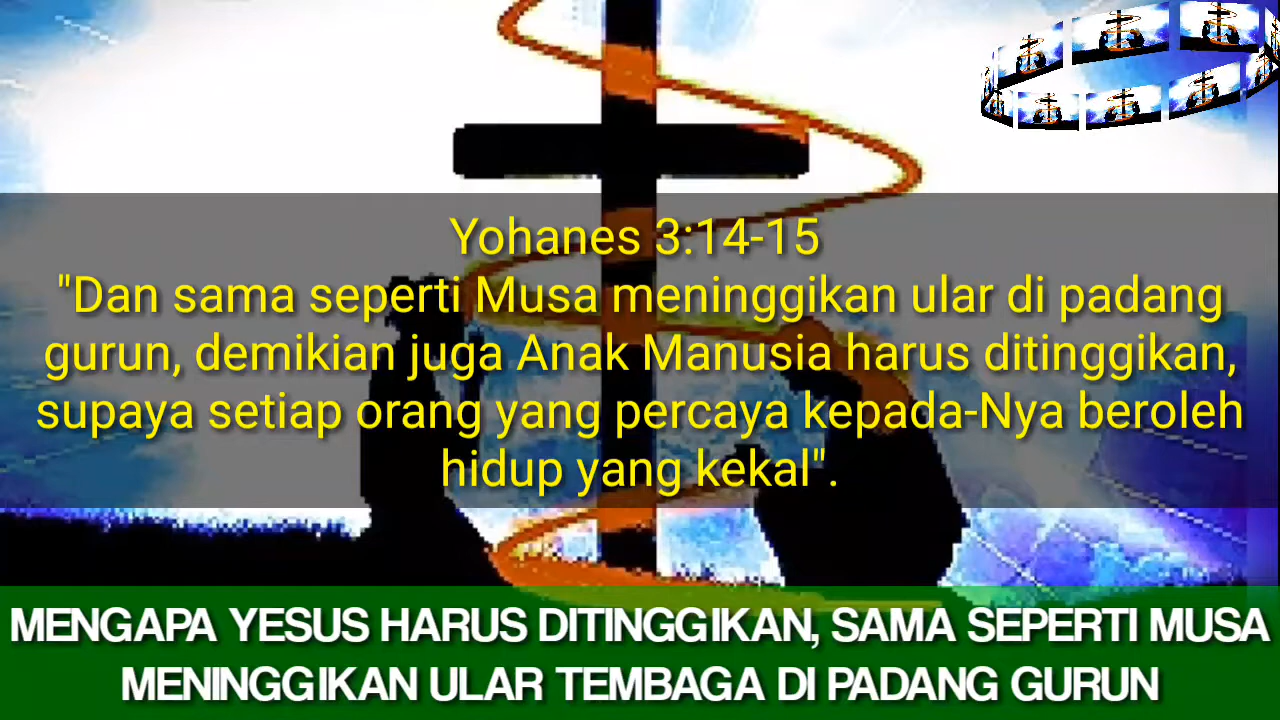 Yohanes 3:14-15
"Dan sama seperti Musa meninggikan ular di padang
gurun, demikian juga Anak Manusia harus ditinggikan,
supaya setiap orang yang percaya kepada-Nya beroleh
hidup yang kekal".
MENGAPA YESUS HARUS DITINGGIKAN, SAMA SEPERTI MUSA
MENINGGIKAN ULAR TEMBAGA DI PADANG GURUN